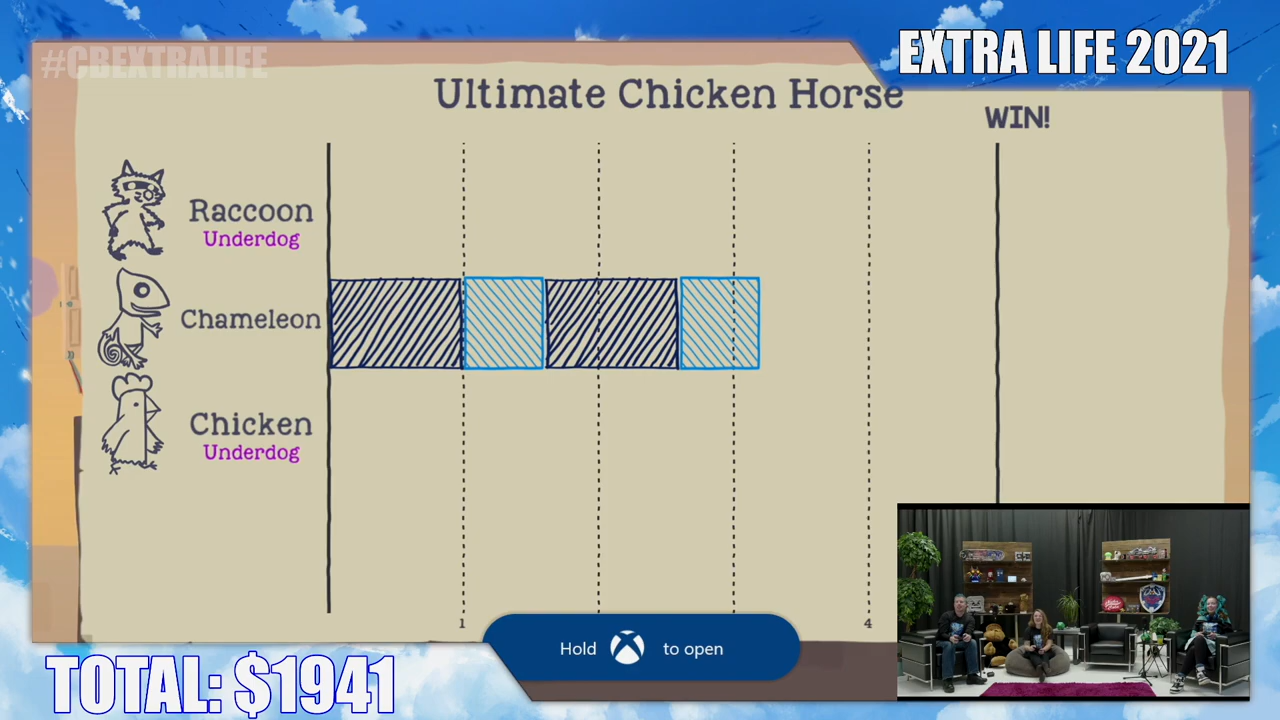 #CBEXTRALIFE
EXTRA LIFE 2021
Ultimate Chicken Horse
WIN!
Raccoon
Underdog
Chameleon
Chicken
Underdog
1
4
Hold to open
TOTAL: $1941